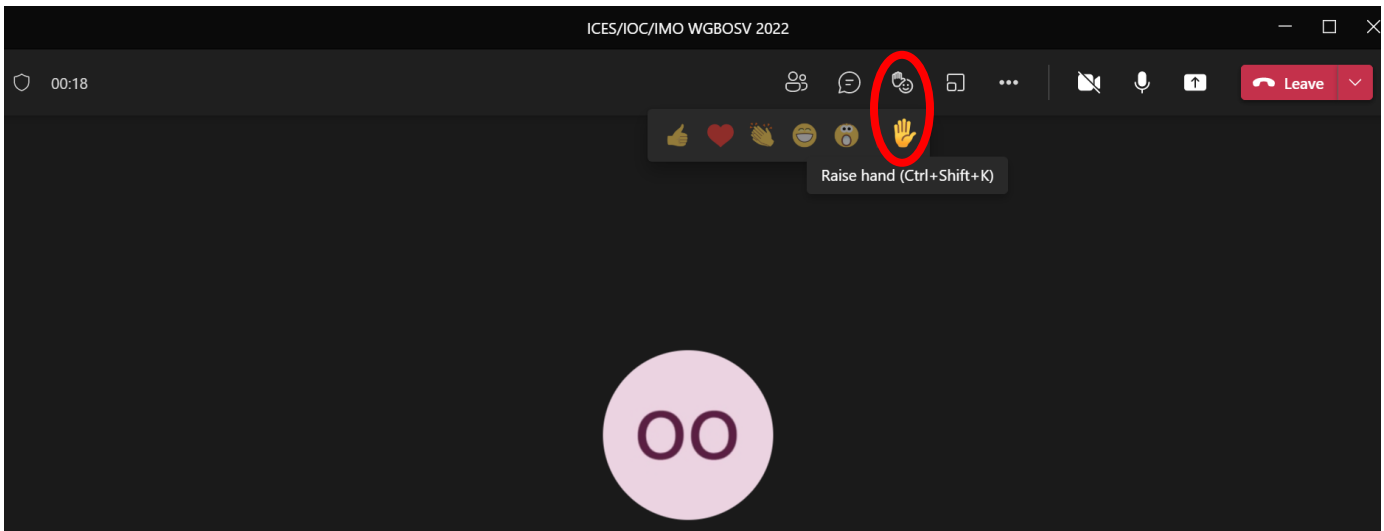 ICES/IOC/IMO WGBOSV 2022
00:18
Leave
Raise hand (Ctrl+Shift+K)
OO